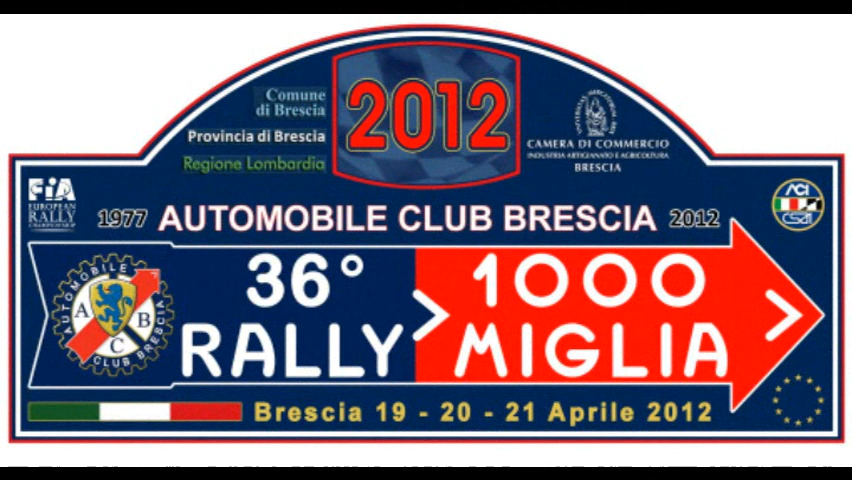 2012
Comune
di Brescia
Provincia di Brescia
Regione Lombardia
CAMERA DI COMMERCIO
INDUSTRIA ARTIGIANATO E AGRICOLTURA
BRESCIA
FIA
EUROPEAN
RALLY
CHAMPIONSHIP
1977 AUTOMOBILE CLUB BRESCIA 2012
ACI
CSAI
AUTOMOBILE
A B
C
CLUB BRESCIA
36° 1000
RALLY MIGLIA
Brescia 19 - 20 - 21 Aprile 2012